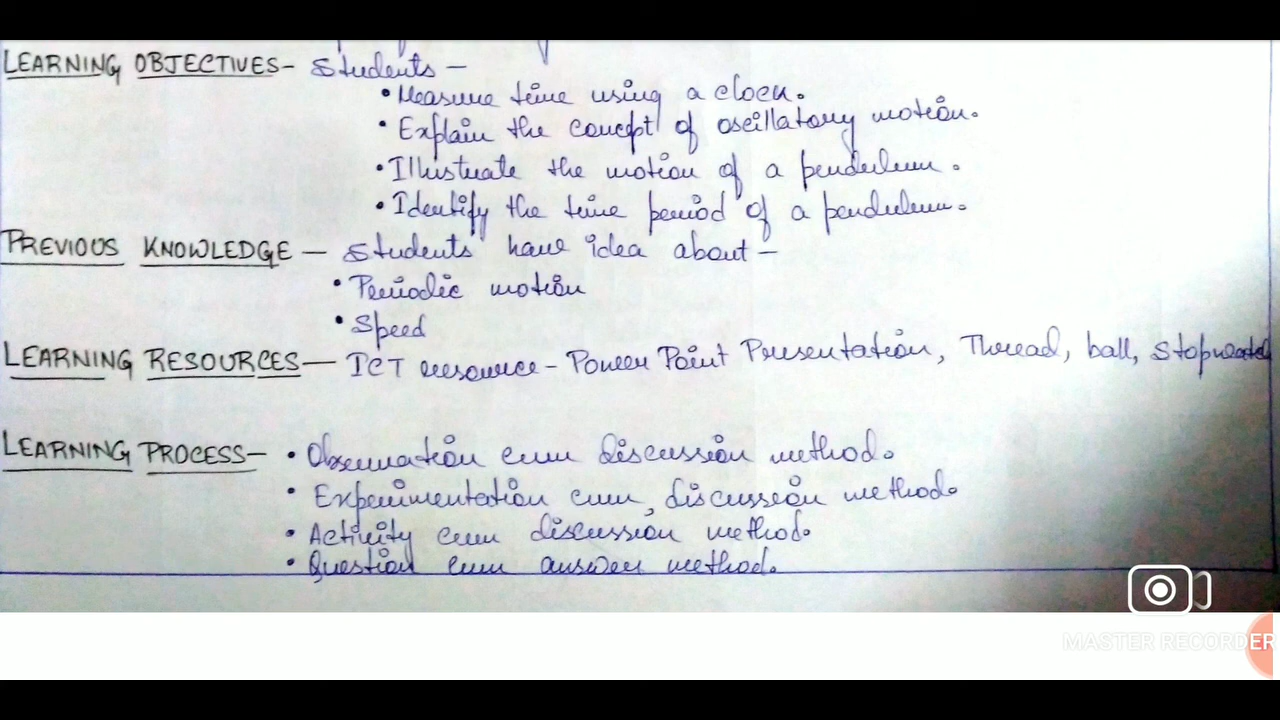 LEARNING OBJECTIVES- Students -
• Measure time using a clock.
• Explain the concept of oscillatory motion.
• Illustrate the motion of a pendulum.
• Identify the time period of a pendulum.
PREVIOUS KNOWLEDGE - Students have idea about -
• Periodic motion
• Speed
LEARNING RESOURCES - ICT resource - Power Point Presentation, Thread, ball,
LEARNING PROCESS - • Observation cum discussion method.
• Experimentation cum, discussion method.
• Activity cum discussion method.
• Question cum answer method.
MASTER RECORDER